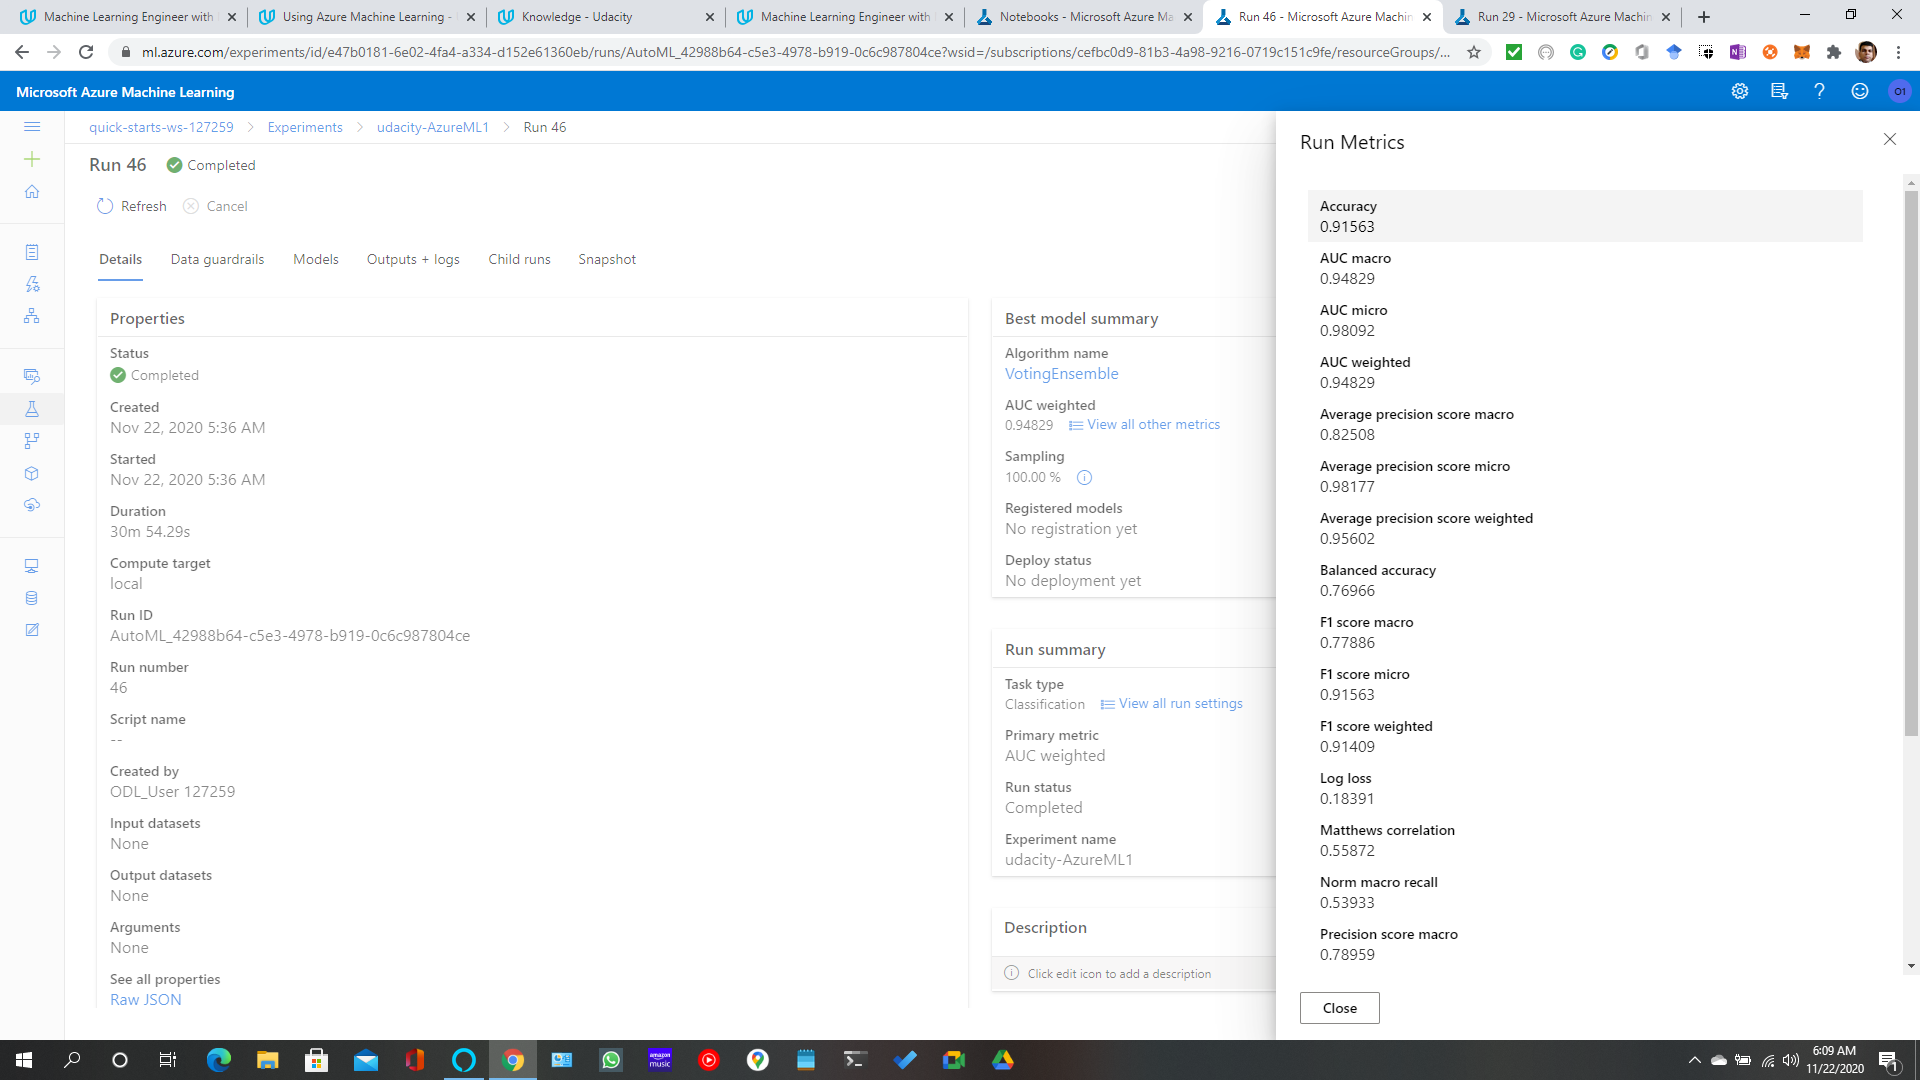 Machine Learning Engineer with
Using Azure Machine Learning -
Knowledge - Udacity
Machine Learning Engineer with
Notebooks - Microsoft Azure Ma
Run 46 - Microsoft Azure Machin
Run 29 - Microsoft Azure Machin
ml.azure.com/experiments/id/e47b0181-6e02-4fa4-a334-d152e61360eb/runs/AutoML_42988b64-c5e3-4978-b919-0c6c987804ce?wsid=/subscriptions/cefbc0d9-81b3-4a98-9216-0719c151c9fe/resourceGroups/...
Microsoft Azure Machine Learning
O1
quick-starts-ws-127259 > Experiments > udacity-AzureML1 > Run 46
Run 46 Completed
Refresh Cancel
Details Data guardrails Models Outputs + logs Child runs Snapshot
Properties
Status
Completed
Created
Nov 22, 2020 5:36 AM
Started
Nov 22, 2020 5:36 AM
Duration
30m 54.29s
Compute target
local
Run ID
AutoML_42988b64-c5e3-4978-b919-0c6c987804ce
Run number
46
Script name
--
Created by
ODL_User 127259
Input datasets
None
Output datasets
None
Arguments
None
See all properties
Raw JSON
Best model summary
Algorithm name
VotingEnsemble
AUC weighted
0.94829 View all other metrics
Sampling
100.00 %
Registered models
No registration yet
Deploy status
No deployment yet
Run summary
Task type
Classification View all run settings
Primary metric
AUC weighted
Run status
Completed
Experiment name
udacity-AzureML1
Description
Click edit icon to add a description
Run Metrics
Accuracy
0.91563
AUC macro
0.94829
AUC micro
0.98092
AUC weighted
0.94829
Average precision score macro
0.82508
Average precision score micro
0.98177
Average precision score weighted
0.95602
Balanced accuracy
0.76966
F1 score macro
0.77886
F1 score micro
0.91563
F1 score weighted
0.91409
Log loss
0.18391
Matthews correlation
0.55872
Norm macro recall
0.53933
Precision score macro
0.78959
Close
amazon music
6:09 AM
11/22/2020
1